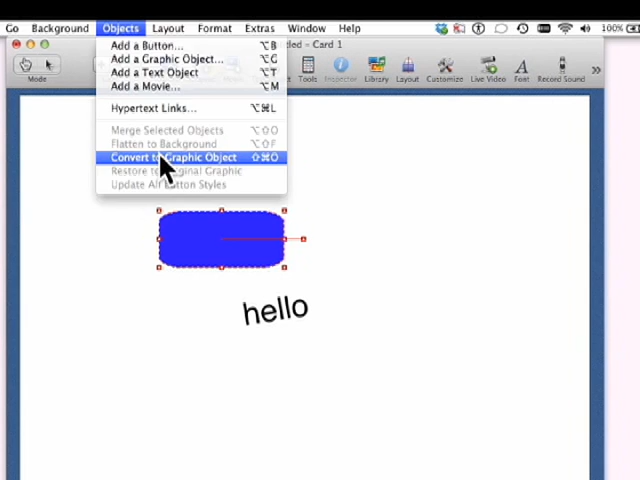 Go Background Objects Layout Format Extras Window Help 100%
Add a Button... ⌥B
Add a Graphic Object... ⌥G
Add a Text Object ⌥T
Add a Movie... ⌥M
Hypertext Links... ⌥⌘L
Merge Selected Objects ⌥⇧O
Flatten to Background ⌥⇧F
Convert to Graphic Object ⇧⌘O
Restore to Original Graphic
Update Alt Button Styles
– Card 1
Mode Tools Inspector Library Layout Customize Live Video Font Record Sound
hello